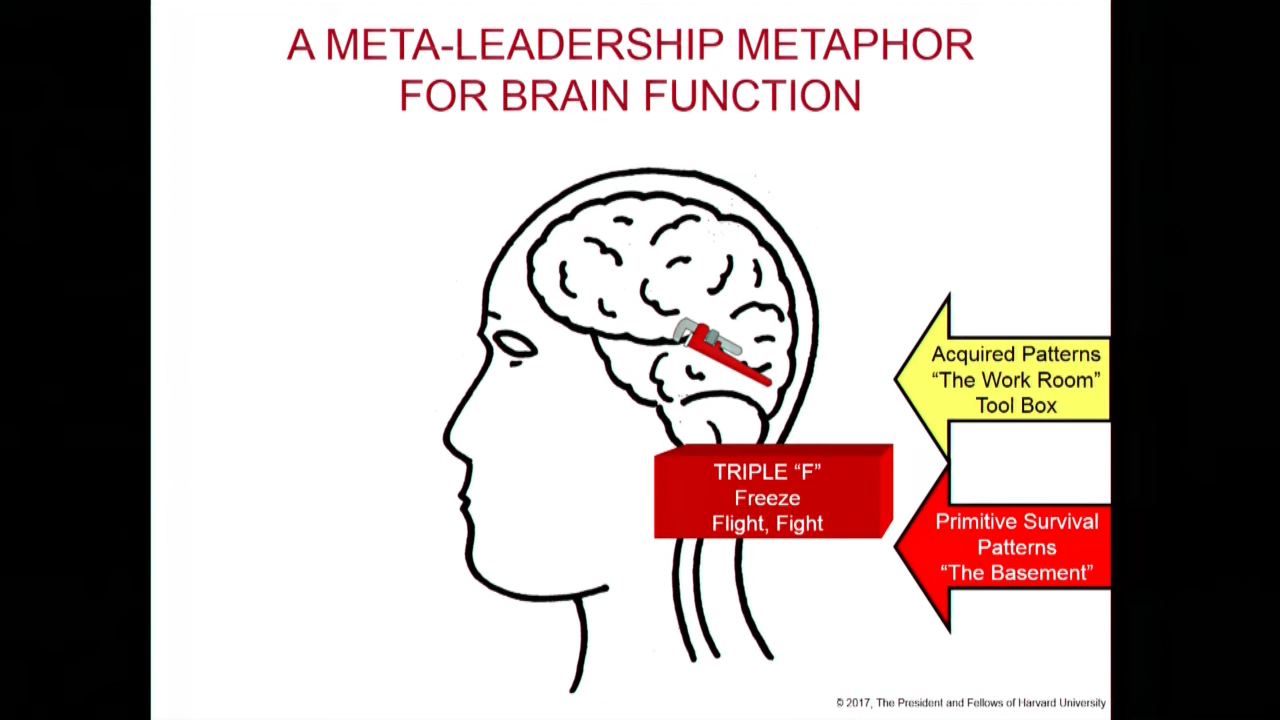 A META-LEADERSHIP METAPHOR
FOR BRAIN FUNCTION
Acquired Patterns
“The Work Room”
Tool Box
TRIPLE “F”
Freeze
Flight, Fight
Primitive Survival
Patterns
“The Basement”
© 2017, The President and Fellows of Harvard University